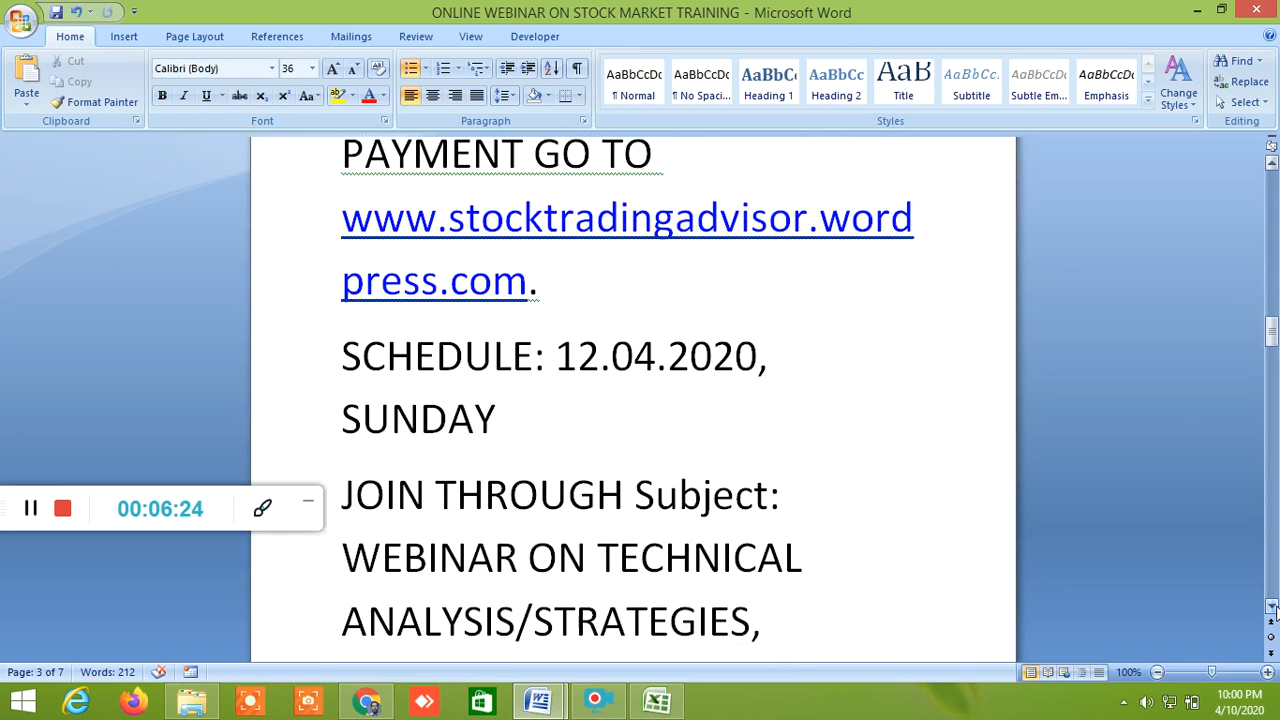 ONLINE WEBINAR ON STOCK MARKET TRAINING - Microsoft Word
Home Insert Page Layout References Mailings Review View Developer
Paste
Cut
Copy
Format Painter
Clipboard
Calibri (Body) 36
Font
Paragraph
AaBbCcDc AaBbCcDc AaBbCc AaBbCc AaB AaBbCc. AaBbCcDc AaBbCcDc
¶ Normal ¶ No Spaci... Heading 1 Heading 2 Title Subtitle Subtle Em... Emphasis
Change Styles
Styles
Find
Replace
Select
Editing
PAYMENT GO TO
www.stocktradingadvisor.word
press.com.
SCHEDULE: 12.04.2020,
SUNDAY
JOIN THROUGH Subject:
WEBINAR ON TECHNICAL
ANALYSIS/STRATEGIES,
00:06:24
Page: 3 of 7 Words: 212
100%
10:00 PM
4/10/2020